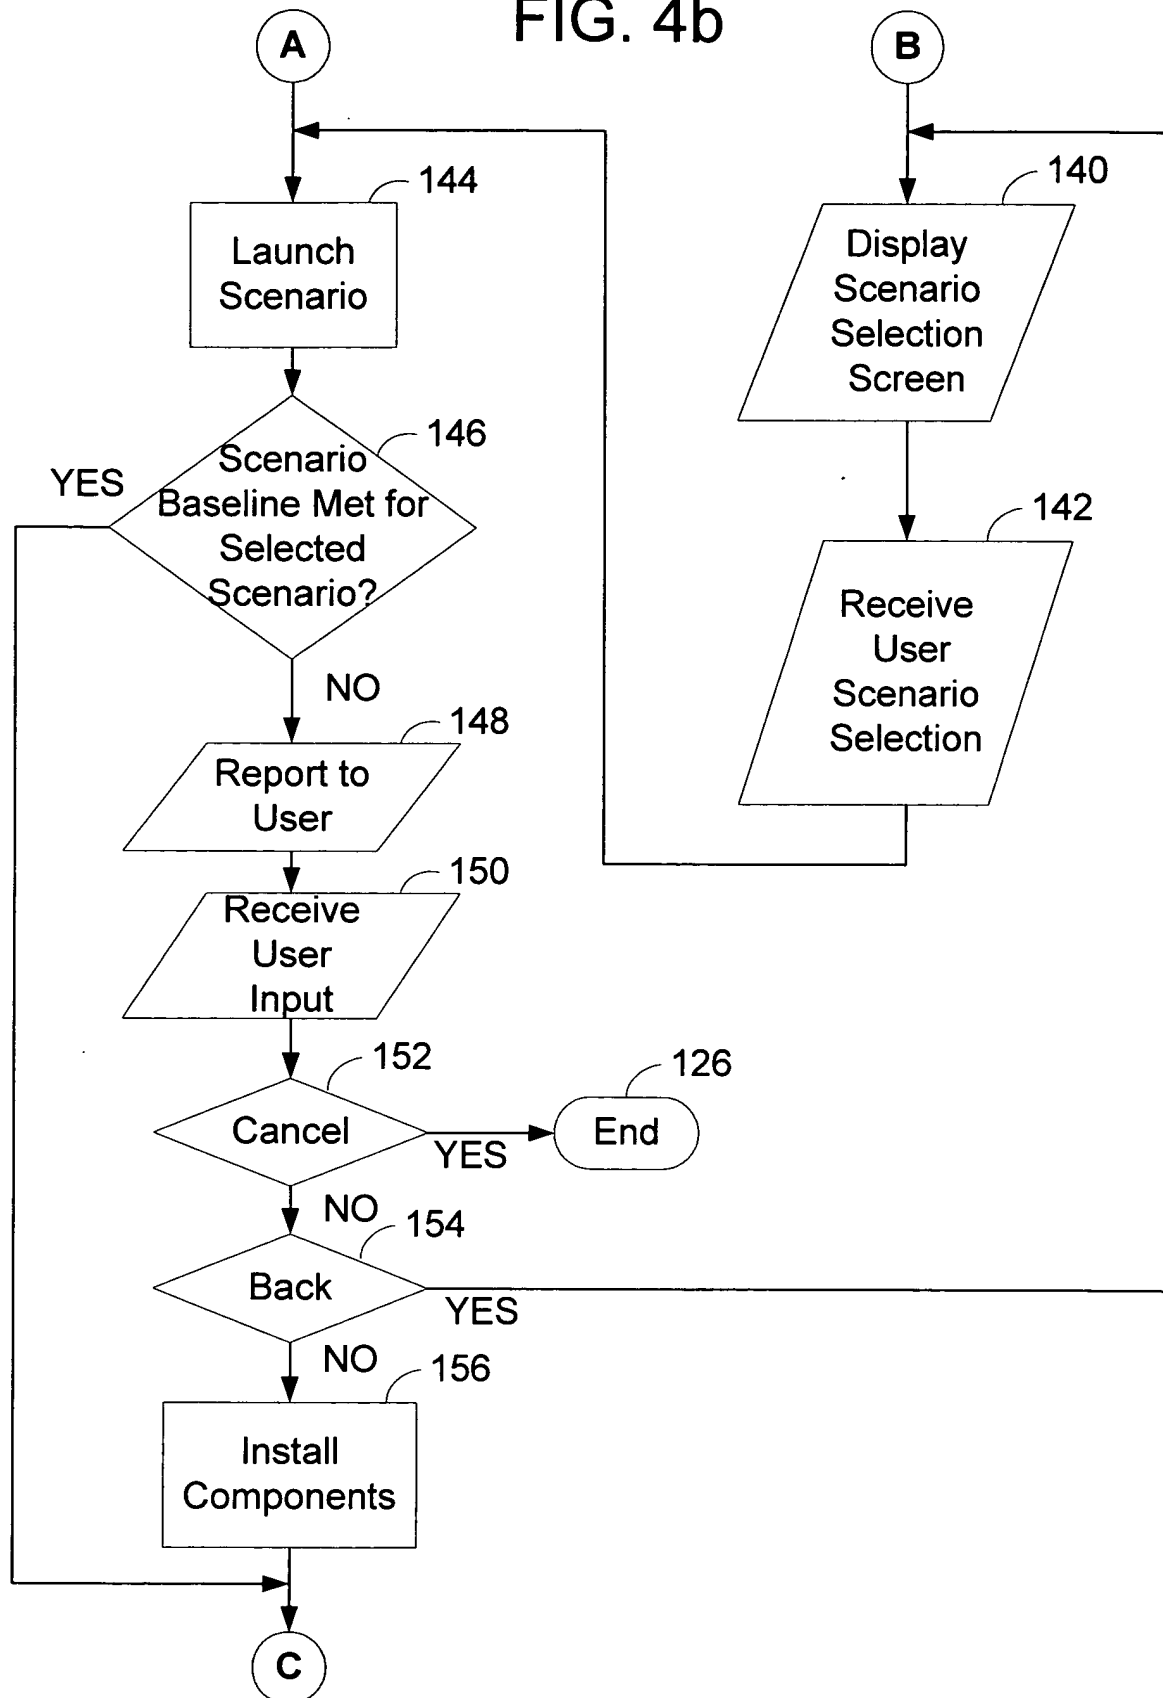 FIG. 4b
A
B
144
Launch
Scenario
140
Display
Scenario
Selection
Screen
146
Scenario
Baseline Met for
Selected
Scenario?
YES
NO
142
Receive
User
Scenario
Selection
148
Report to
User
150
Receive
User
Input
152
Cancel
YES
126
End
NO
154
Back
YES
NO
156
Install
Components
C